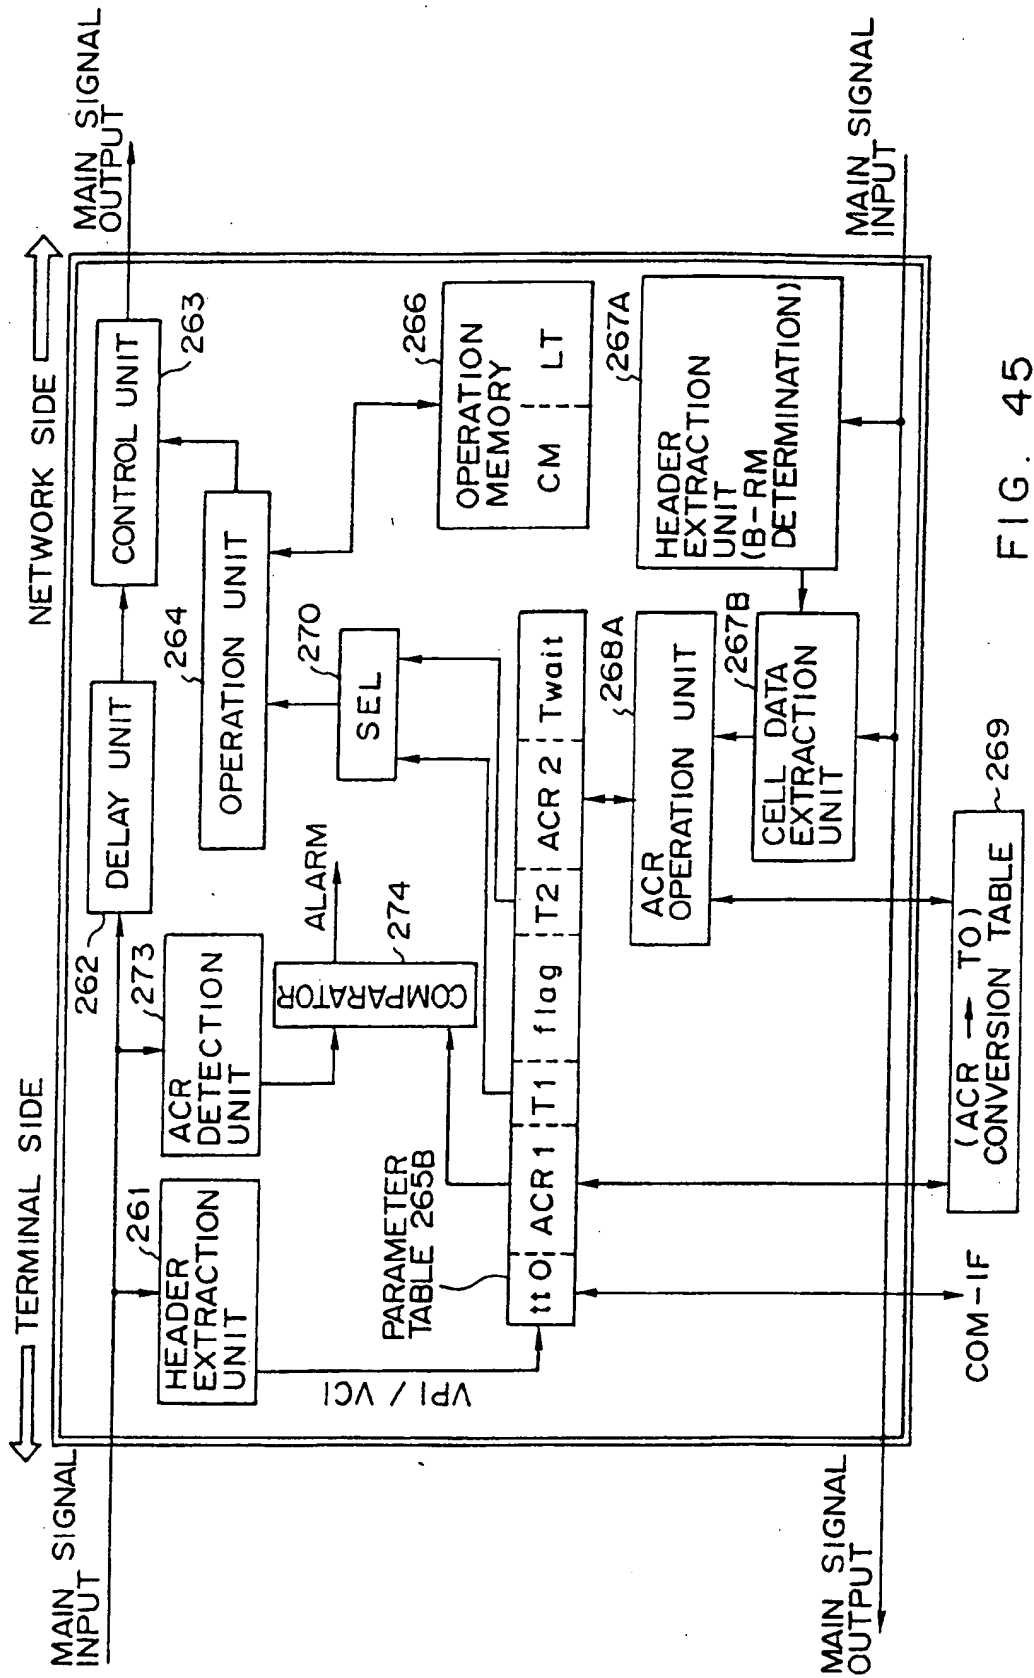 TERMINAL SIDE
NETWORK SIDE
MAIN SIGNAL
INPUT
MAIN SIGNAL
OUTPUT
262
DELAY UNIT
CONTROL UNIT
263
261
HEADER
EXTRACTION
UNIT
273
ACR
DETECTION
UNIT
264
OPERATION UNIT
ALARM
COMPARATOR
274
270
SEL
266
OPERATION
MEMORY
CM
LT
VPI / VCI
PARAMETER
TABLE 265B
tt0
ACR 1
T1
flag
T2
ACR 2
Twait
268A
ACR
OPERATION UNIT
267A
HEADER
EXTRACTION
UNIT
(B-RM
DETERMINATION)
267B
CELL DATA
EXTRACTION
UNIT
MAIN SIGNAL
OUTPUT
MAIN SIGNAL
INPUT
COM-IF
(ACR → TO)
CONVERSION TABLE
269
FIG. 45